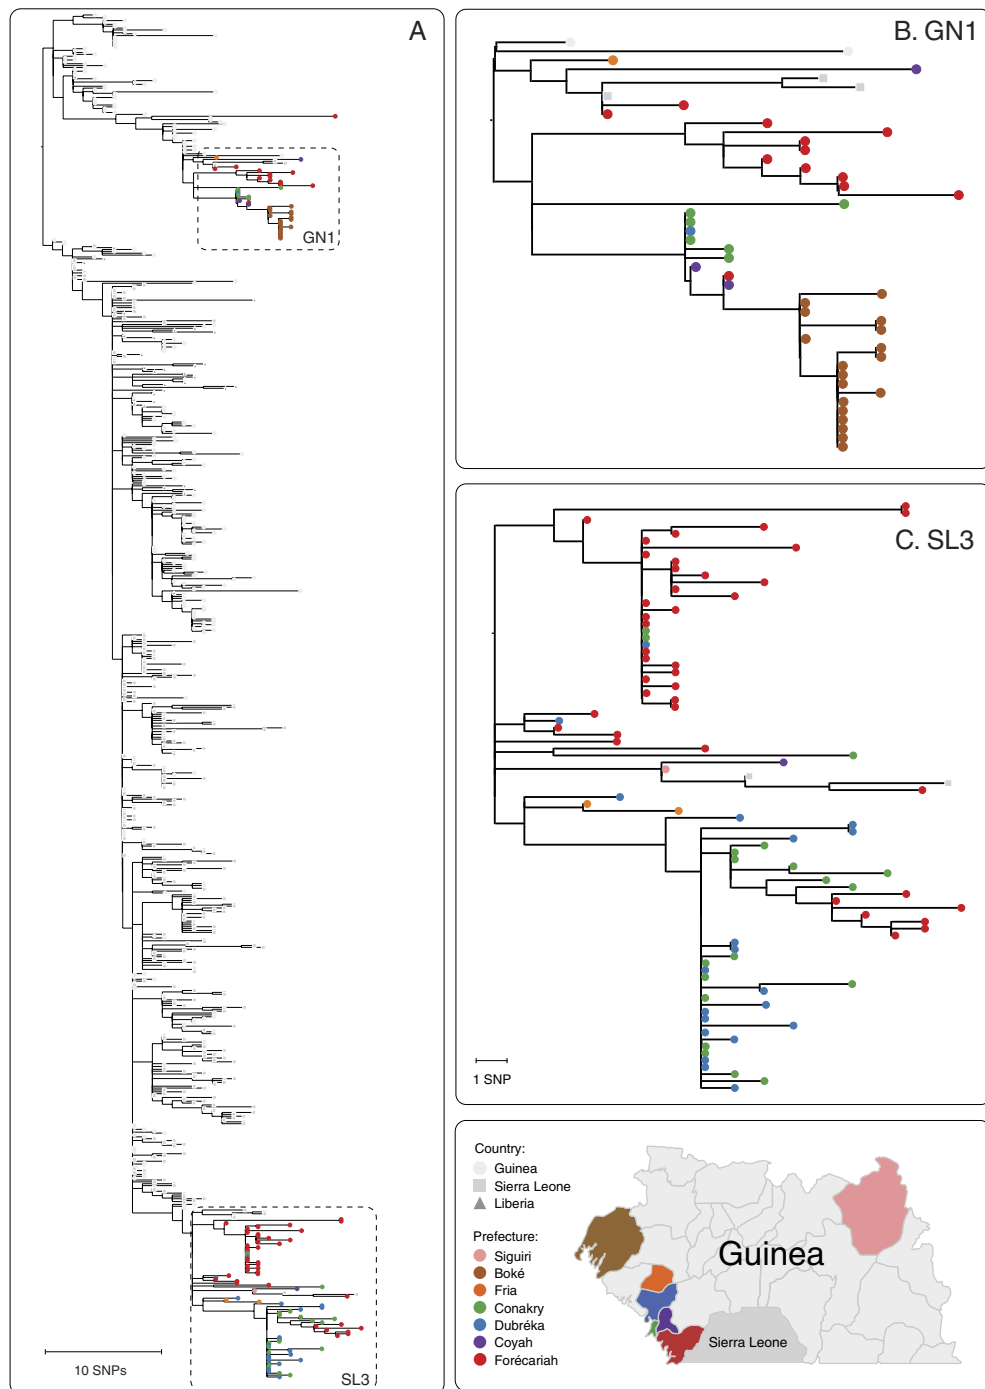 A
GN1
10 SNPs
SL3
B. GN1
C. SL3
1 SNP
Country:
Guinea
Sierra Leone
Liberia
Prefecture:
Siguiri
Boké
Fria
Conakry
Dubréka
Coyah
Forécariah
Guinea
Sierra Leone